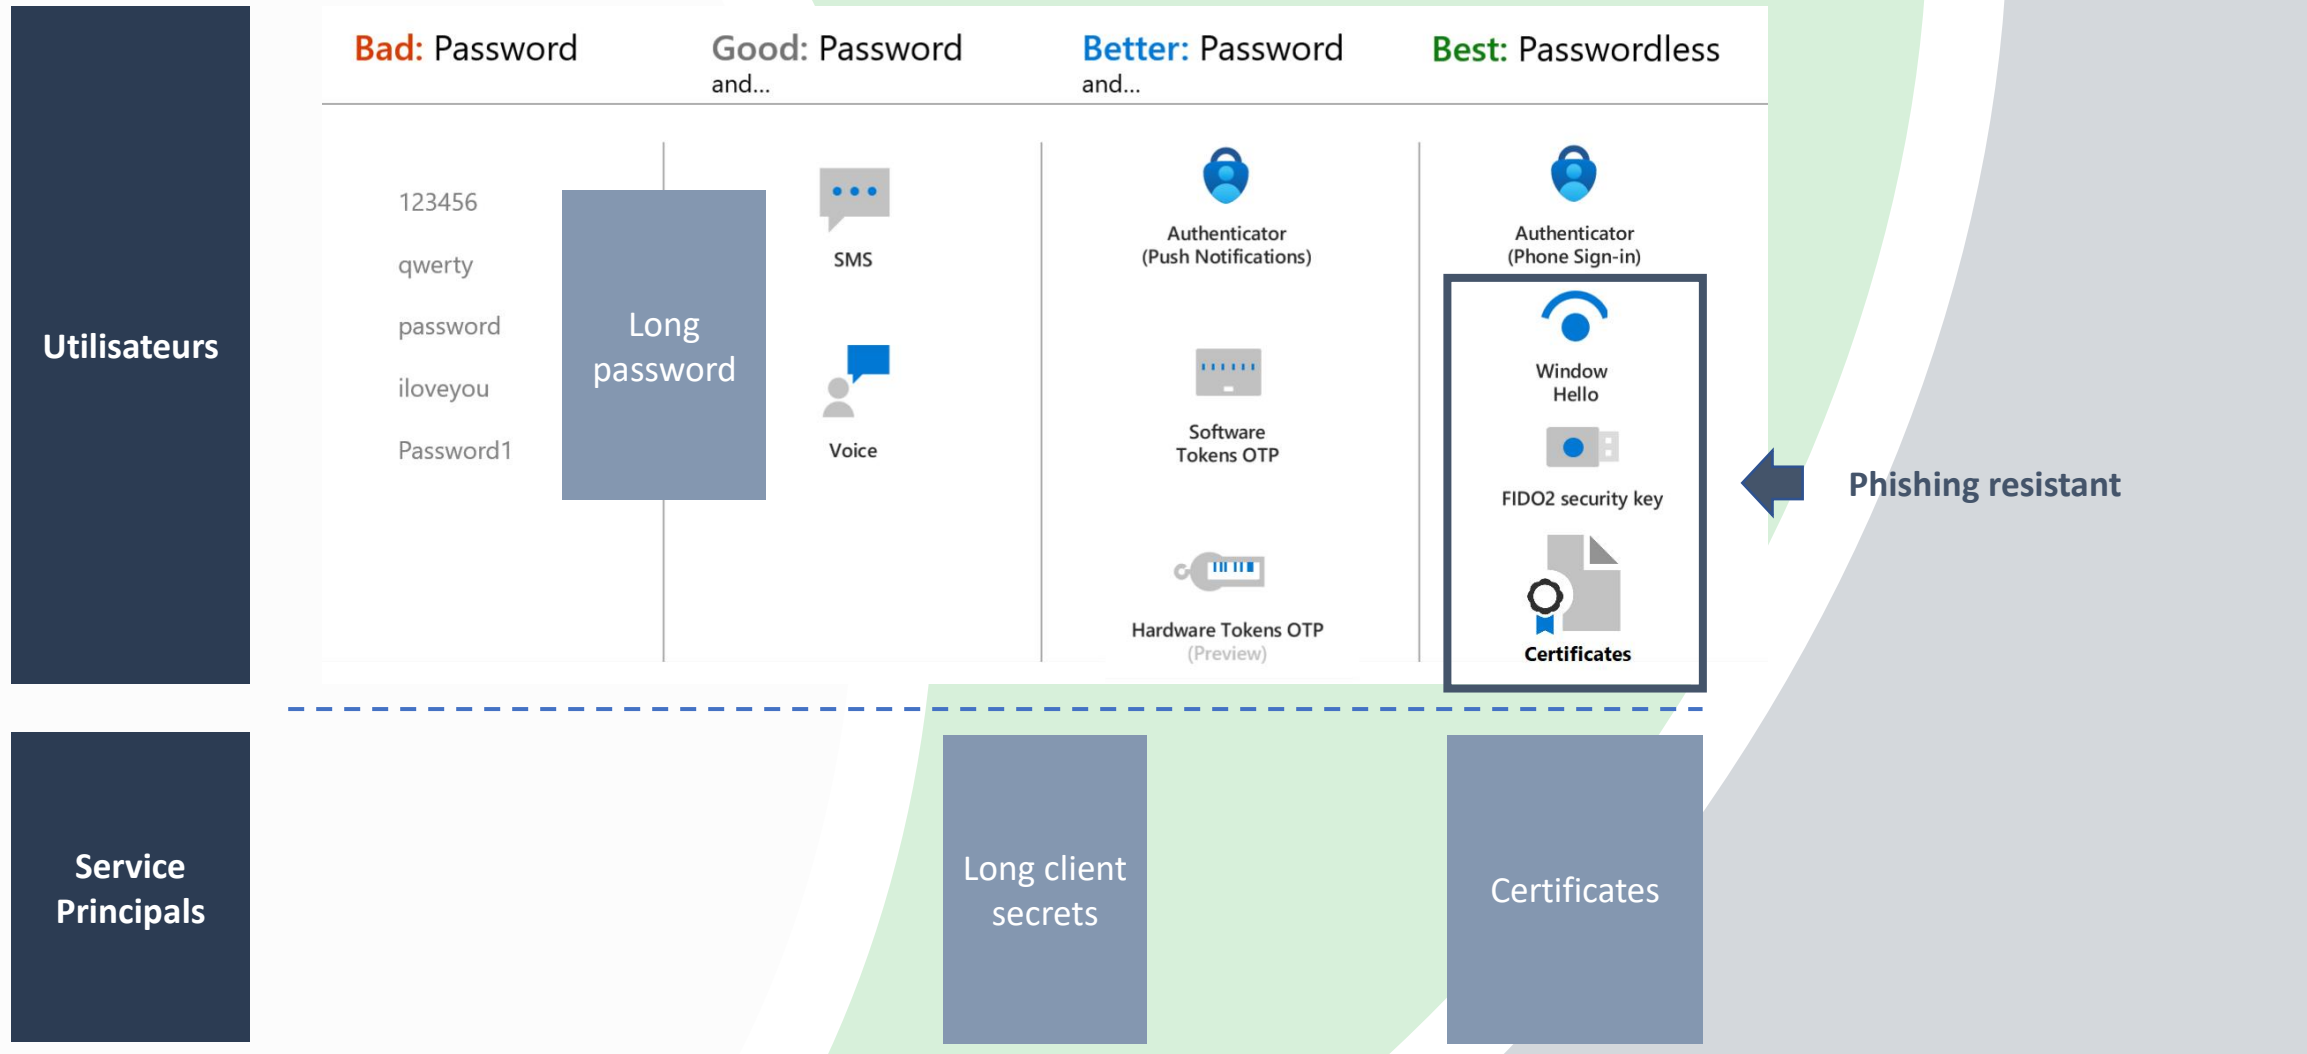 Bad: Password
Good: Password
and...
Better: Password
and...
Best: Passwordless
Utilisateurs
123456
qwerty
password
iloveyou
Password1
Long
password
SMS
Voice
Authenticator
(Push Notifications)
Software
Tokens OTP
Hardware Tokens OTP
(Preview)
Authenticator
(Phone Sign-in)
Window
Hello
FIDO2 security key
Certificates
Phishing resistant
Service
Principals
Long client
secrets
Certificates